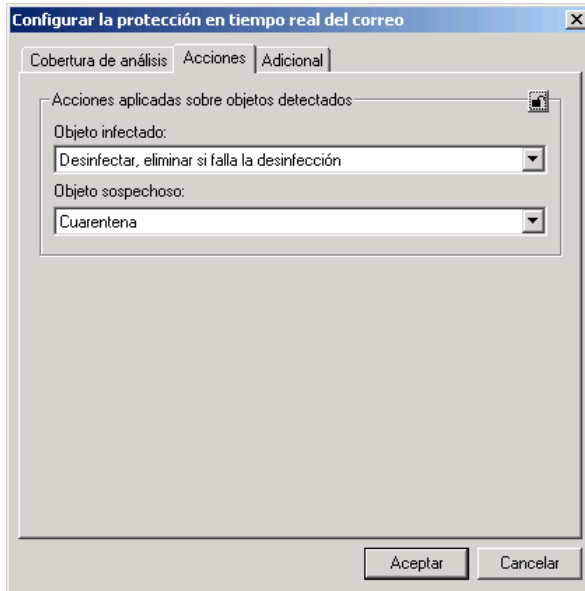 Configurar la protección en tiempo real del correo
Cobertura de análisis Acciones Adicional
Acciones aplicadas sobre objetos detectados
Objeto infectado:
Desinfectar, eliminar si falla la desinfección
Objeto sospechoso:
Cuarentena
Aceptar Cancelar